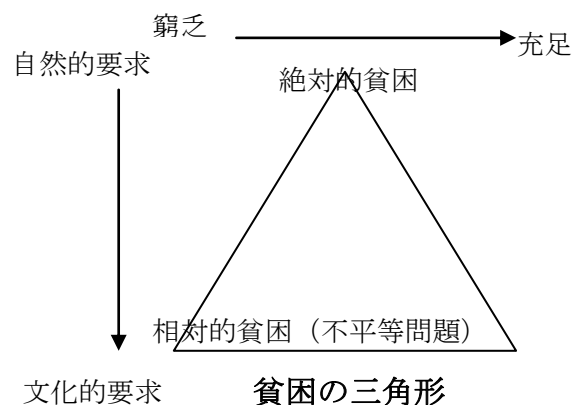 窮乏
充足
自然的要求
絶対的貧困
相対的貧困（不平等問題）
文化的要求
貧困の三角形